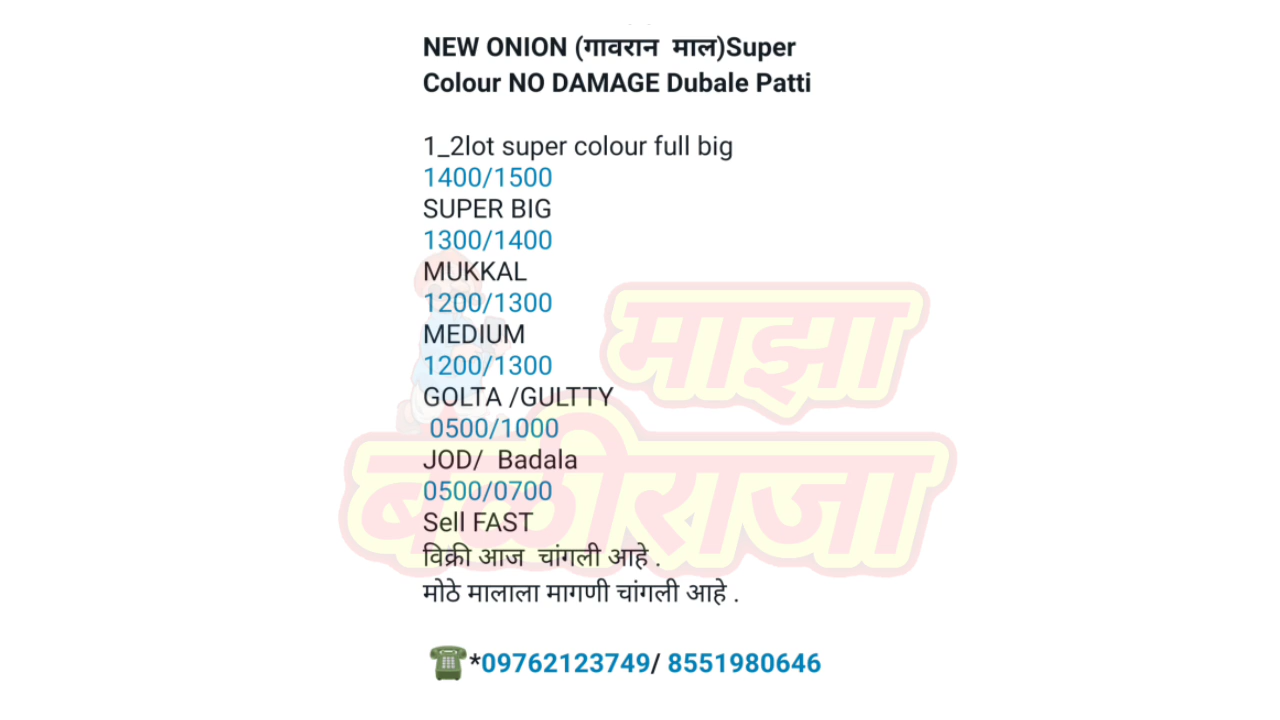 NEW ONION (गावरान माल)Super
Colour NO DAMAGE Dubale Patti
1_2lot super colour full big
1400/1500
SUPER BIG
1300/1400
MUKKAL
1200/1300
MEDIUM
1200/1300
GOLTA /GULTTY
0500/1000
JOD/ Badala
0500/0700
Sell FAST
विक्री आज चांगली आहे .
मोठे मालाला मागणी चांगली आहे .
*09762123749/ 8551980646
माझा
बळीराजा